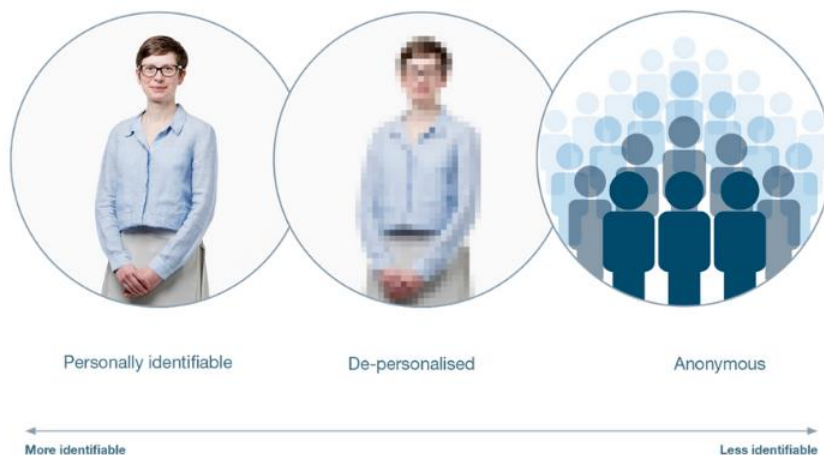 Personally identifiable
De-personalised
Anonymous
More identifiable
Less identifiable